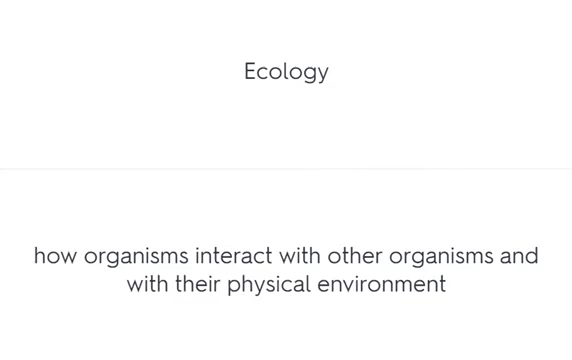 Ecology
how organisms interact with other organisms and
with their physical environment